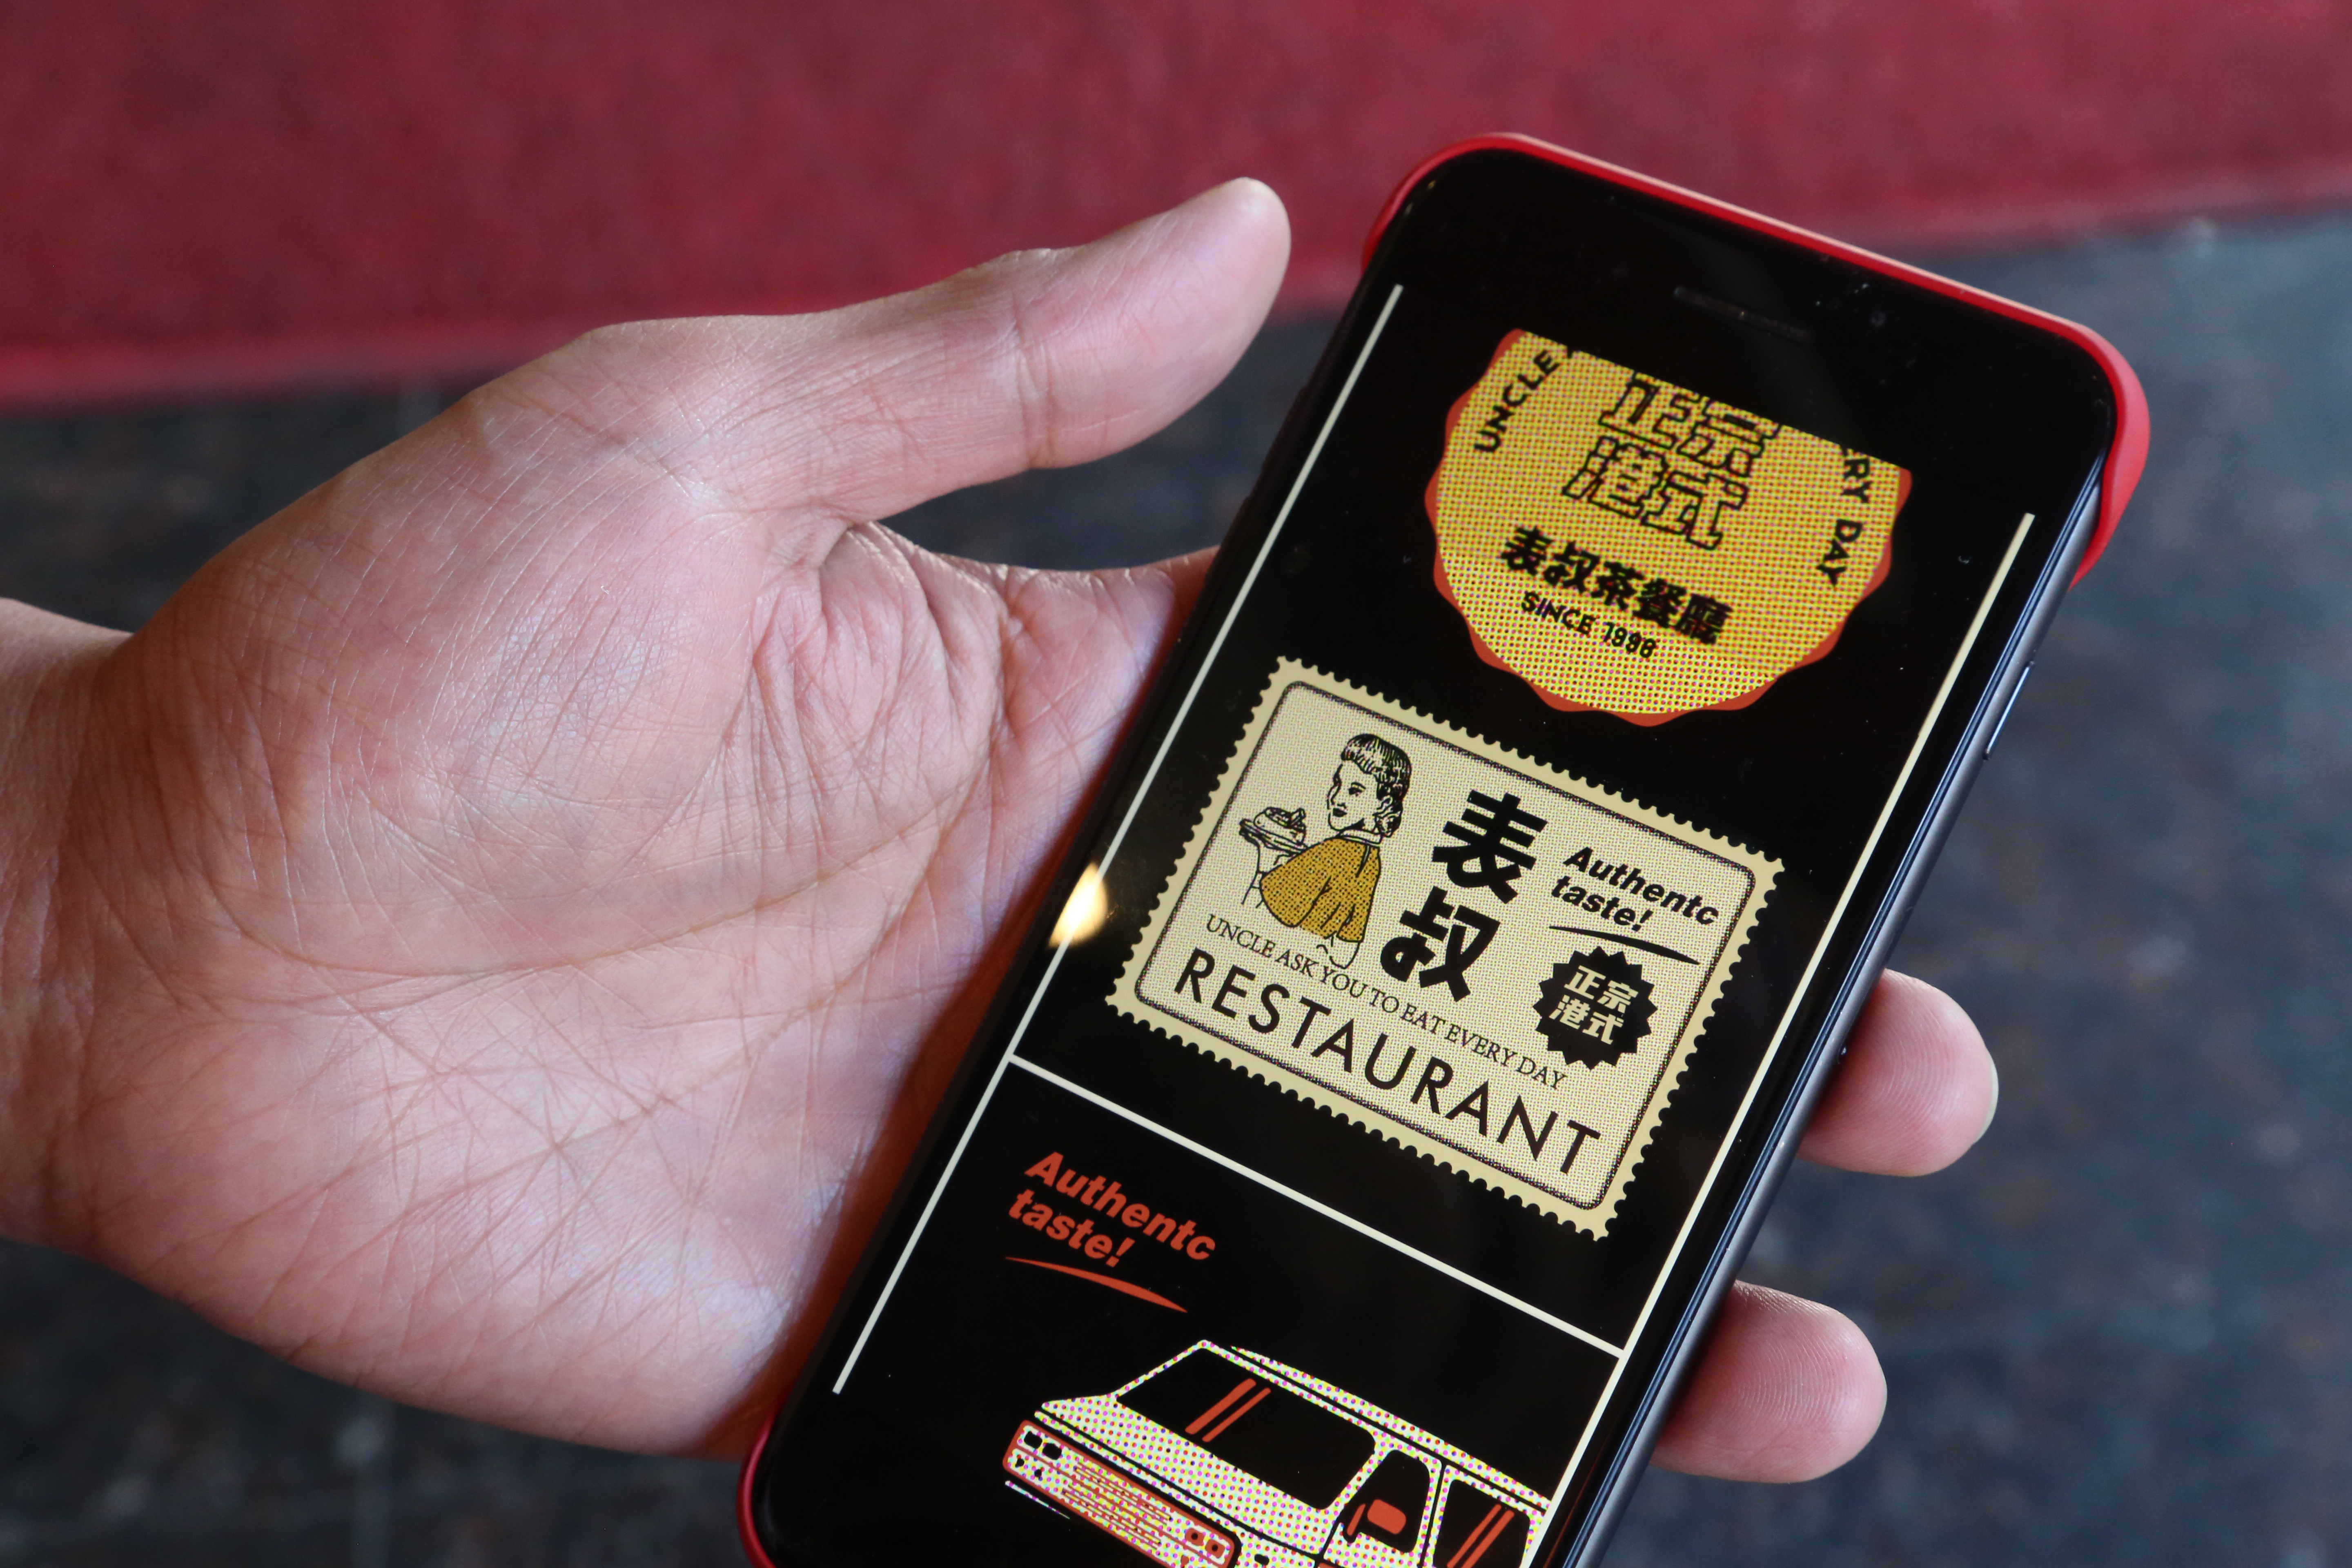 UNCLE
RY DAY
正宗
港式
表叔茶餐廳
SINCE 1998
表叔
Authentc
taste!
正宗
港式
UNCLE ASK YOU TO EAT EVERY DAY
RESTAURANT
Authentc
taste!